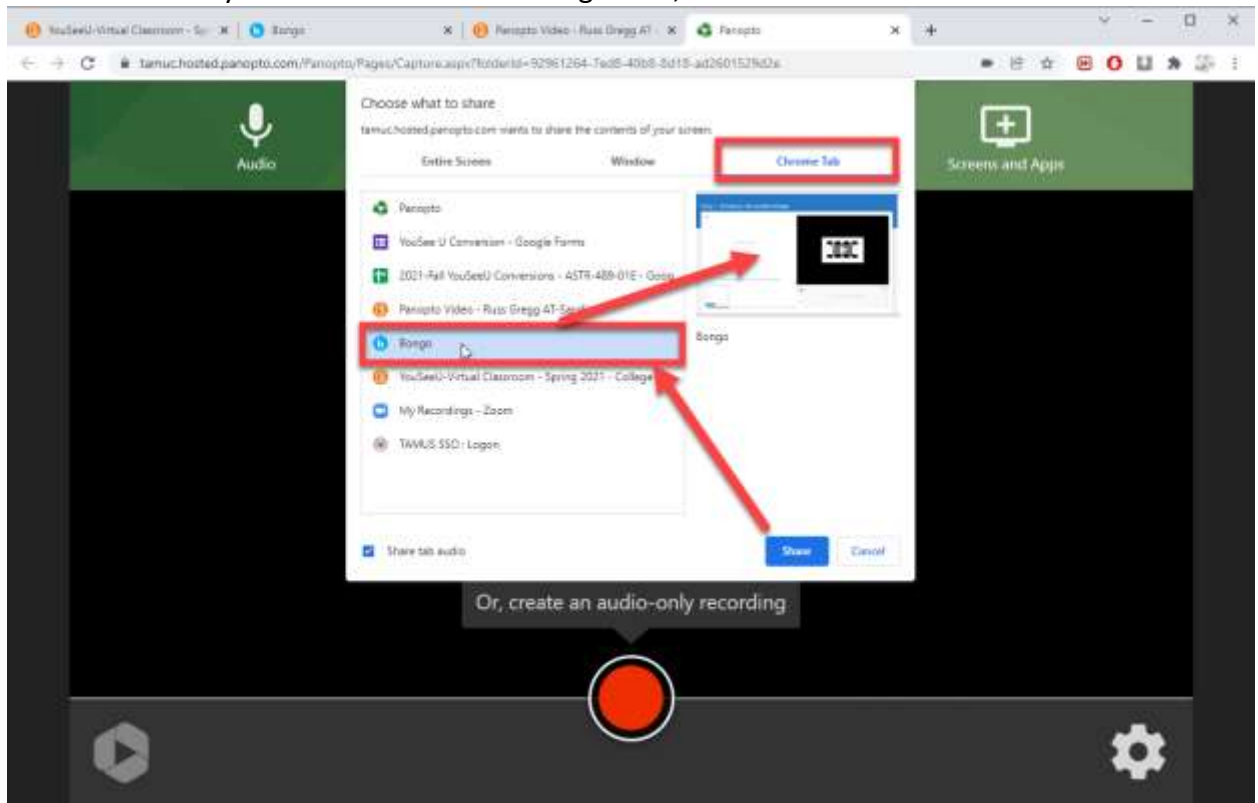 YouSeeU-Virtual Classroom - Sp
Bongo
Panopto Video - Russ Gregg AT
Panopto
tamuc.hosted.panopto.com/Panopto/Pages/Capture.aspx?folderId=92961264-7ed8-40b8-8d18-ad2601529d2e
Choose what to share
tamuc.hosted.panopto.com wants to share the contents of your screen.
Entire Screen
Window
Chrome Tab
Audio
Screens and Apps
Panopto
YouSee U Conversion - Google Forms
2021-Fall YouSeeU Conversions - ASTR-489-01E - Goog
Panopto Video - Russ Gregg AT-
Bongo
Bongo
YouSeeU-Virtual Classroom - Spring 2021 - College
My Recordings - Zoom
TAMUS SSO : Logon
Share tab audio
Share
Cancel
Or, create an audio-only recording